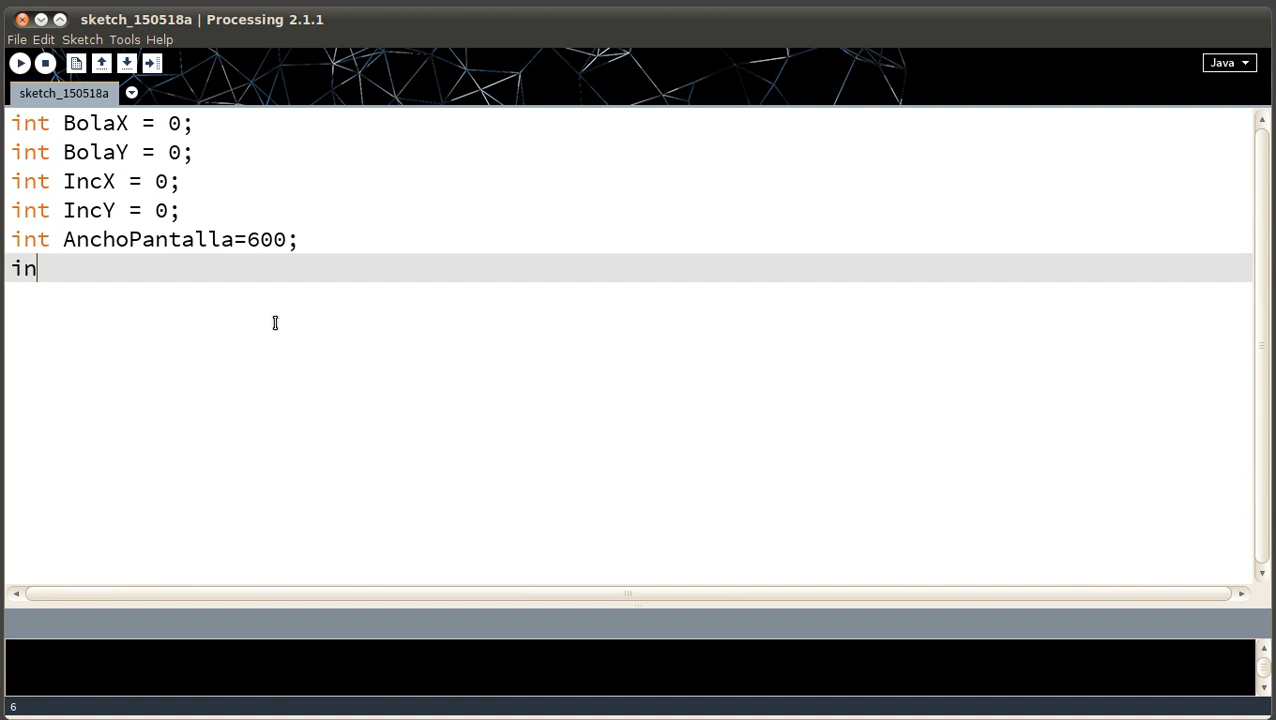 sketch_150518a | Processing 2.1.1
File Edit Sketch Tools Help
Java
sketch_150518a
int BolaX = 0;
int BolaY = 0;
int IncX = 0;
int IncY = 0;
int AnchoPantalla=600;
in
6